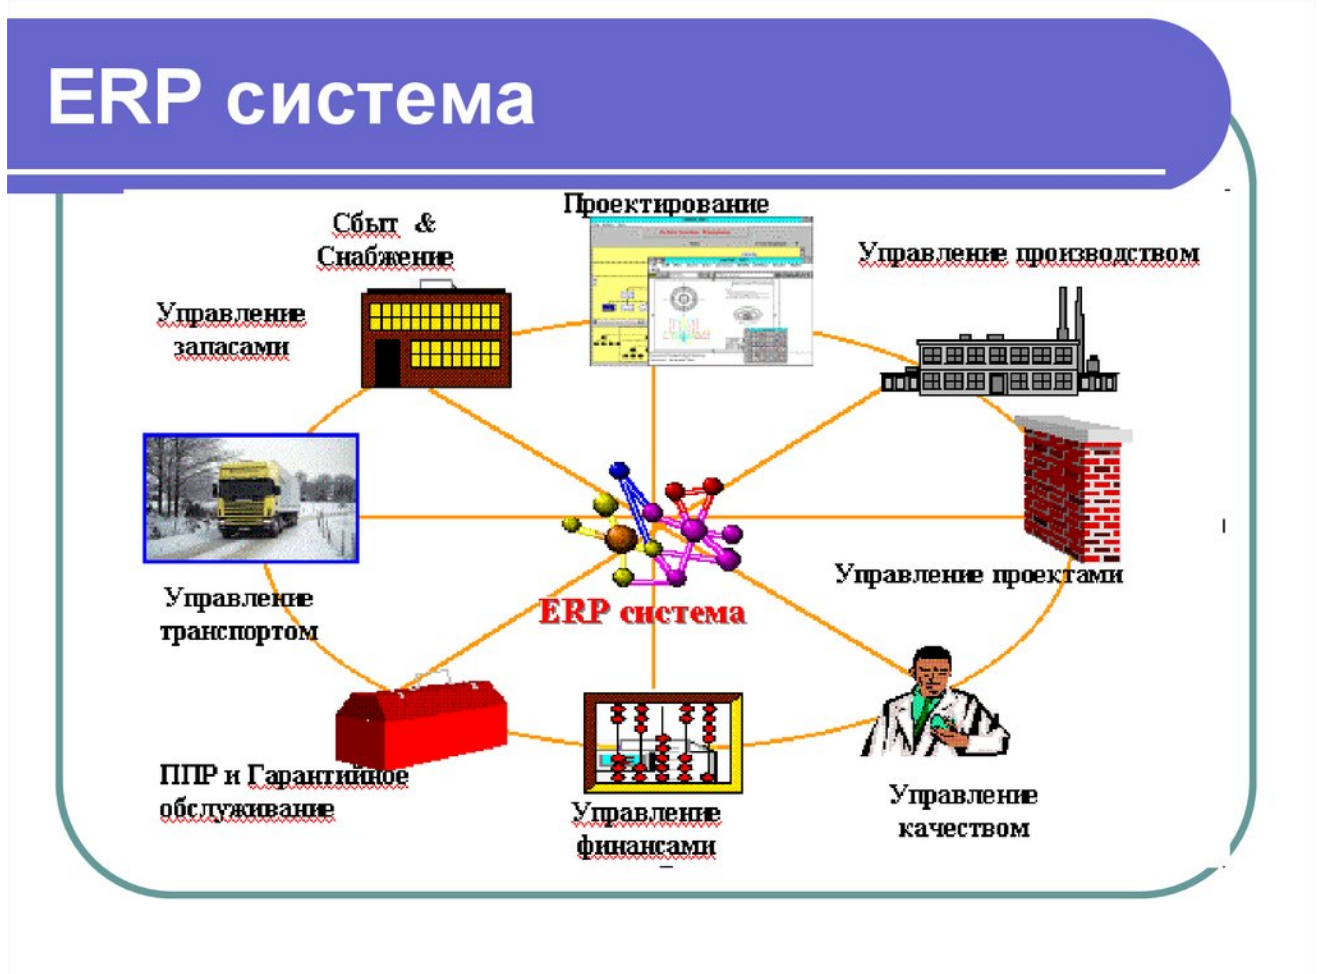 ERP система
Проектирование
Сбыт &
Снабжение
Управление производством
Управление
запасами
Управление проектами
Управление
транспортом
ERP система
ППР и Гарантийное
обслуживание
Управление
финансами
Управление
качеством